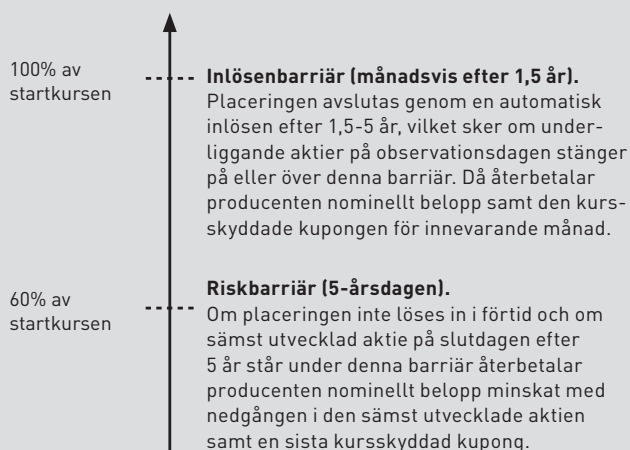 100% av
startkursen
Inlösenbarriär (månadsvis efter 1,5 år).
Placeringen avslutas genom en automatisk
inlösen efter 1,5-5 år, vilket sker om under-
liggande aktier på observationsdagen stänger
på eller över denna barriär. Då återbetalar
producenten nominellt belopp samt den kurs-
skyddade kupongen för innevarande månad.
60% av
startkursen
Riskbarriär (5-årsdagen).
Om placeringen inte löses in i förtid och om
sämst utvecklad aktie på slutdagen efter
5 år står under denna barriär återbetalar
producenten nominellt belopp minskat med
nedgången i den sämst utvecklade aktien
samt en sista kursskyddad kupong.